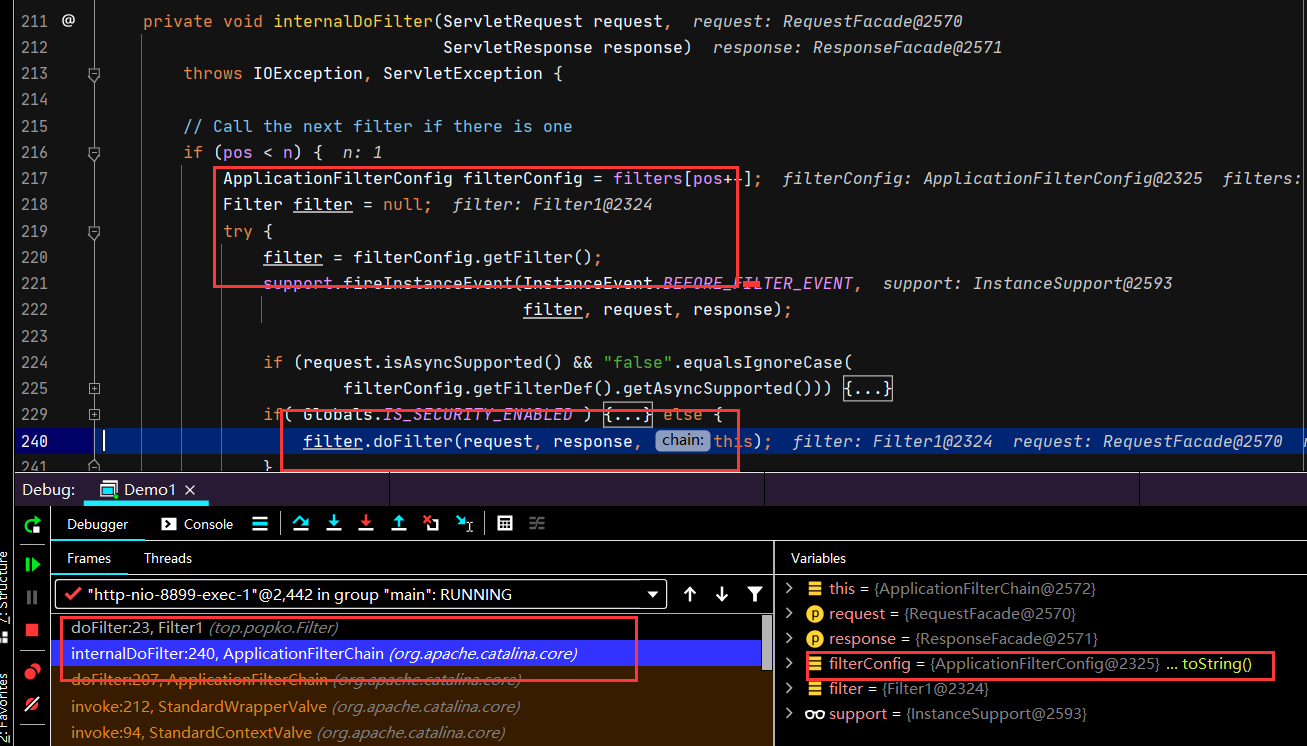 211 @ private void internalDoFilter(ServletRequest request, request: RequestFacade@2570
212 ServletResponse response) response: ResponseFacade@2571
213 throws IOException, ServletException {
214
215 // Call the next filter if there is one
216 if (pos < n) { n: 1
217 ApplicationFilterConfig filterConfig = filters[pos++]; filterConfig: ApplicationFilterConfig@2325 filters:
218 Filter filter = null; filter: Filter1@2324
219 try {
220 filter = filterConfig.getFilter();
221 support.fireInstanceEvent(InstanceEvent.BEFORE_FILTER_EVENT, support: InstanceSupport@2593
222 filter, request, response);
223
224 if (request.isAsyncSupported() && "false".equalsIgnoreCase(
225 filterConfig.getFilterDef().getAsyncSupported())) {...}
229 if( Globals.IS_SECURITY_ENABLED ) {...} else {
240 filter.doFilter(request, response, chain: this); filter: Filter1@2324 request: RequestFacade@2570
241 }
Debug: Demo1
Debugger Console
Frames Threads
"http-nio-8899-exec-1"@2,442 in group "main": RUNNING
doFilter:23, Filter1 (top.popko.Filter)
internalDoFilter:240, ApplicationFilterChain (org.apache.catalina.core)
doFilter:207, ApplicationFilterChain (org.apache.catalina.core)
invoke:212, StandardWrapperValve (org.apache.catalina.core)
invoke:94, StandardContextValve (org.apache.catalina.core)
Variables
this = {ApplicationFilterChain@2572}
request = {RequestFacade@2570}
response = {ResponseFacade@2571}
filterConfig = {ApplicationFilterConfig@2325} ... toString()
filter = {Filter1@2324}
support = {InstanceSupport@2593}
7: Structure
2: Favorites